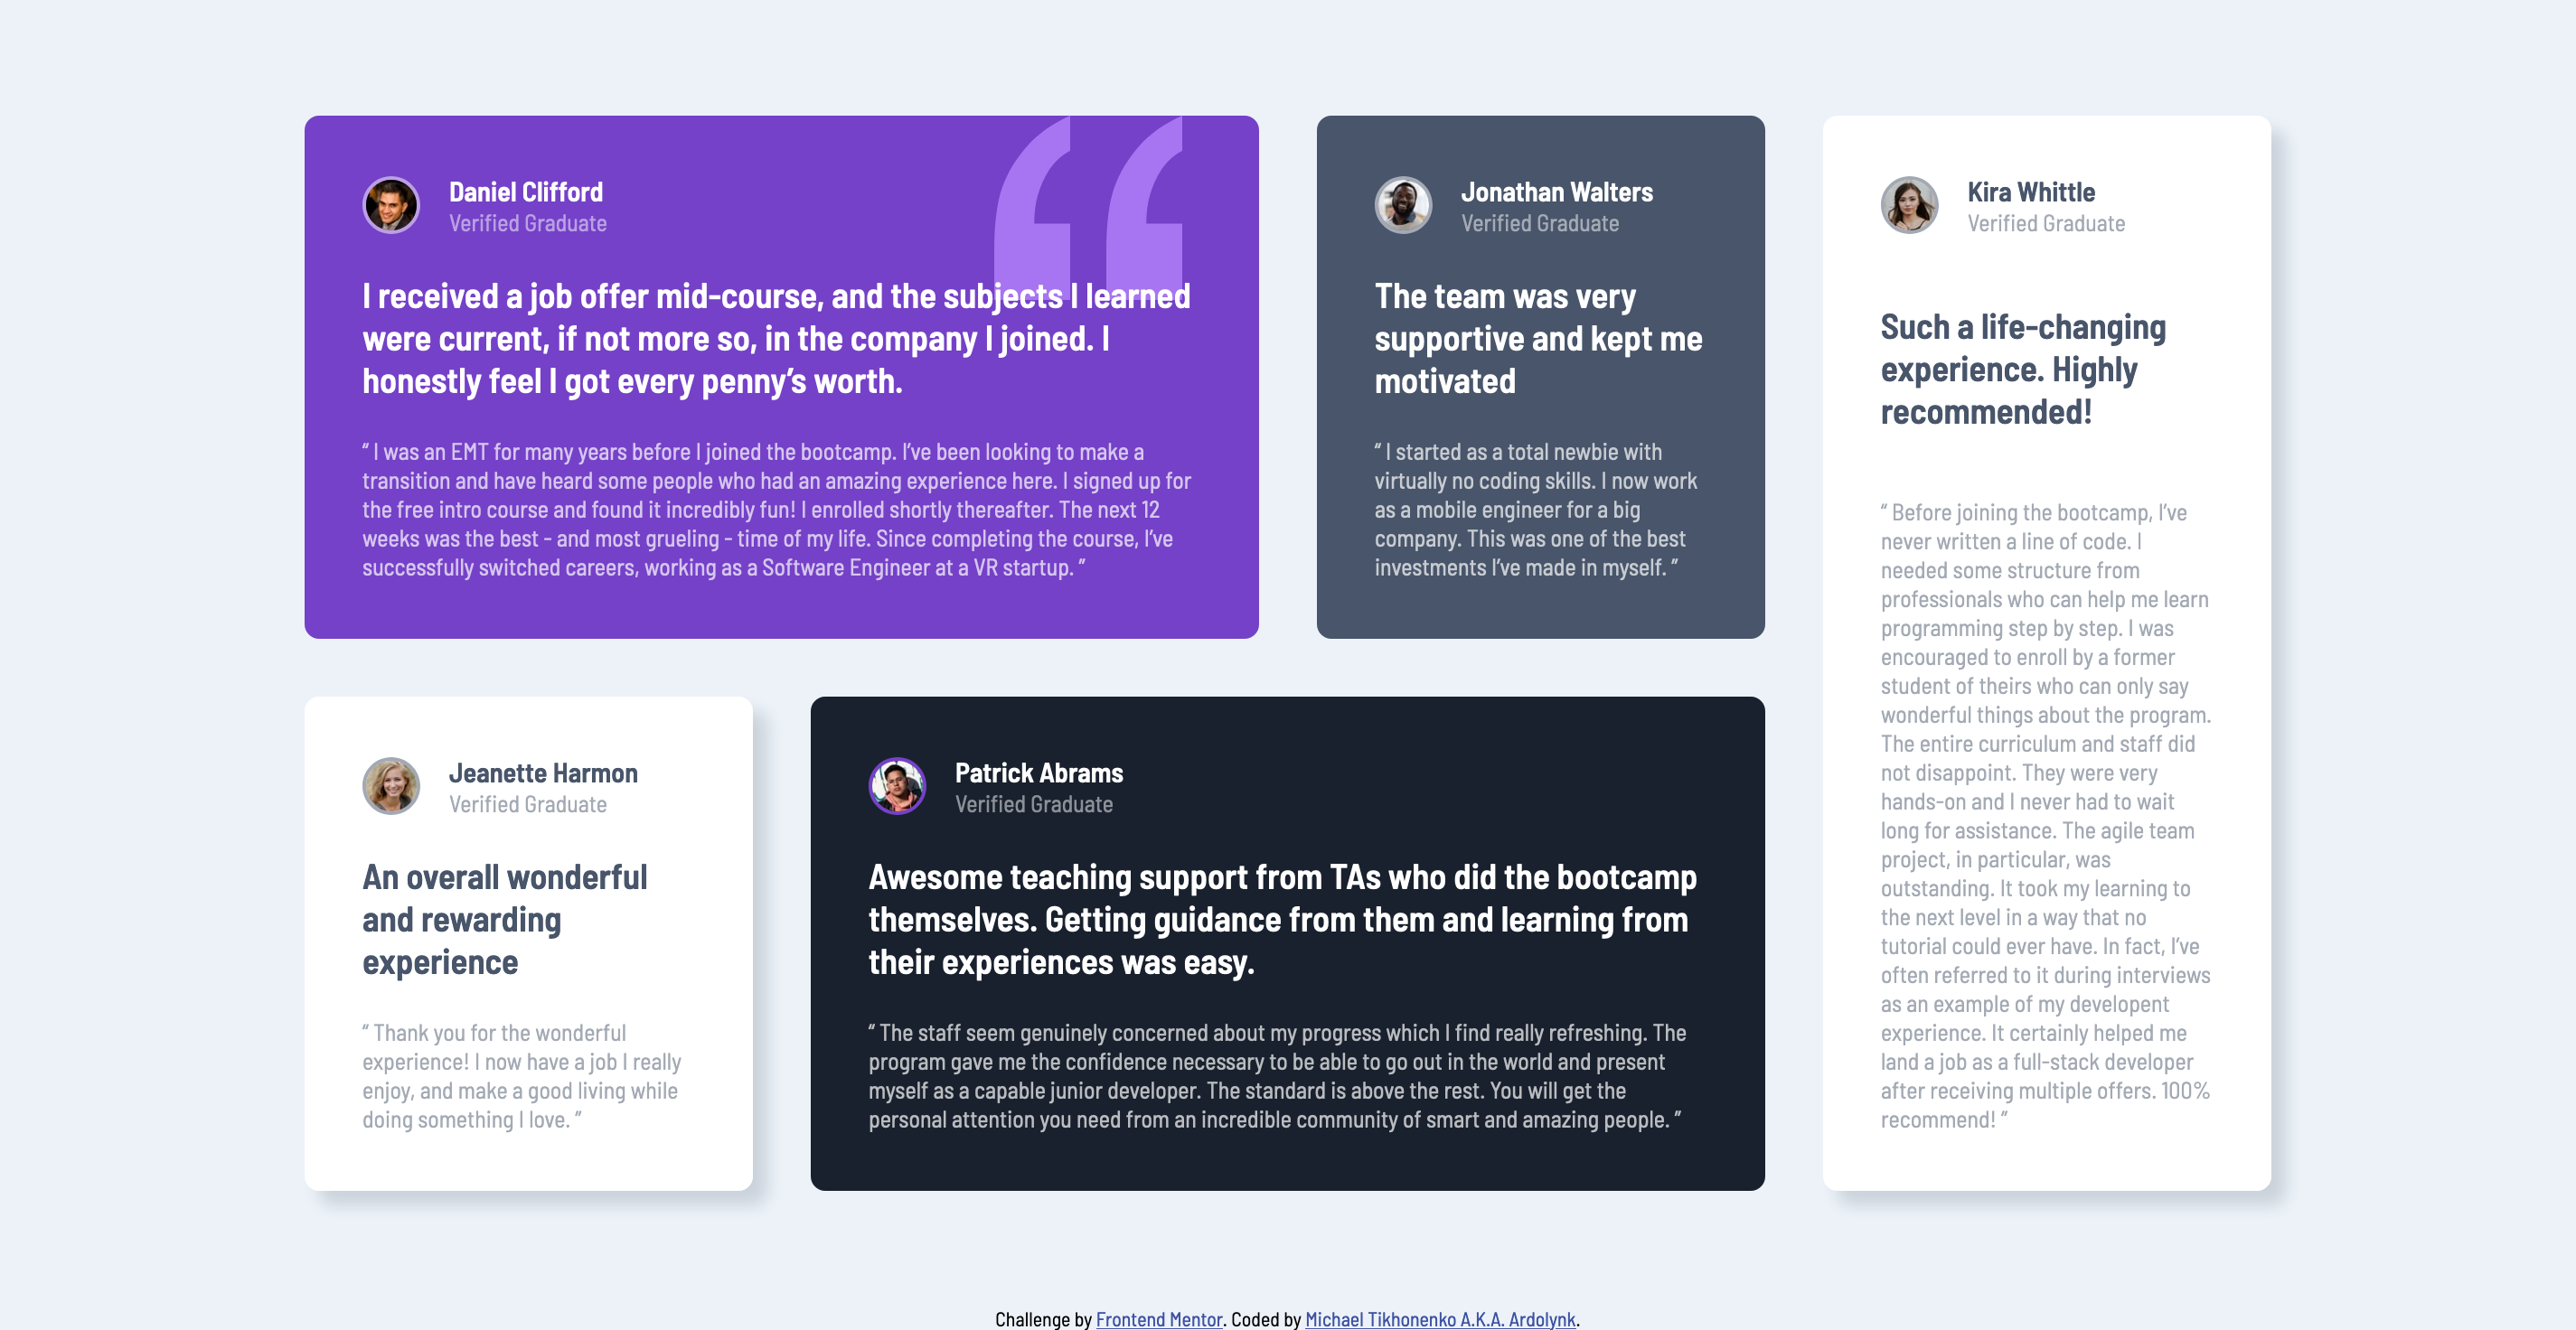 Daniel Clifford
Verified Graduate
I received a job offer mid-course, and the subjects I learned
were current, if not more so, in the company I joined. I
honestly feel I got every penny’s worth.
“ I was an EMT for many years before I joined the bootcamp. I’ve been looking to make a
transition and have heard some people who had an amazing experience here. I signed up for
the free intro course and found it incredibly fun! I enrolled shortly thereafter. The next 12
weeks was the best - and most grueling - time of my life. Since completing the course, I’ve
successfully switched careers, working as a Software Engineer at a VR startup. ”
Jonathan Walters
Verified Graduate
The team was very
supportive and kept me
motivated
“ I started as a total newbie with
virtually no coding skills. I now work
as a mobile engineer for a big
company. This was one of the best
investments I’ve made in myself. ”
Kira Whittle
Verified Graduate
Such a life-changing
experience. Highly
recommended!
“ Before joining the bootcamp, I’ve
never written a line of code. I
needed some structure from
professionals who can help me learn
programming step by step. I was
encouraged to enroll by a former
student of theirs who can only say
wonderful things about the program.
The entire curriculum and staff did
not disappoint. They were very
hands-on and I never had to wait
long for assistance. The agile team
project, in particular, was
outstanding. It took my learning to
the next level in a way that no
tutorial could ever have. In fact, I’ve
often referred to it during interviews
as an example of my developent
experience. It certainly helped me
land a job as a full-stack developer
after receiving multiple offers. 100%
recommend! ”
Jeanette Harmon
Verified Graduate
An overall wonderful
and rewarding
experience
“ Thank you for the wonderful
experience! I now have a job I really
enjoy, and make a good living while
doing something I love. ”
Patrick Abrams
Verified Graduate
Awesome teaching support from TAs who did the bootcamp
themselves. Getting guidance from them and learning from
their experiences was easy.
“ The staff seem genuinely concerned about my progress which I find really refreshing. The
program gave me the confidence necessary to be able to go out in the world and present
myself as a capable junior developer. The standard is above the rest. You will get the
personal attention you need from an incredible community of smart and amazing people. ”
Challenge by Frontend Mentor. Coded by Michael Tikhonenko A.K.A. Ardolynk.